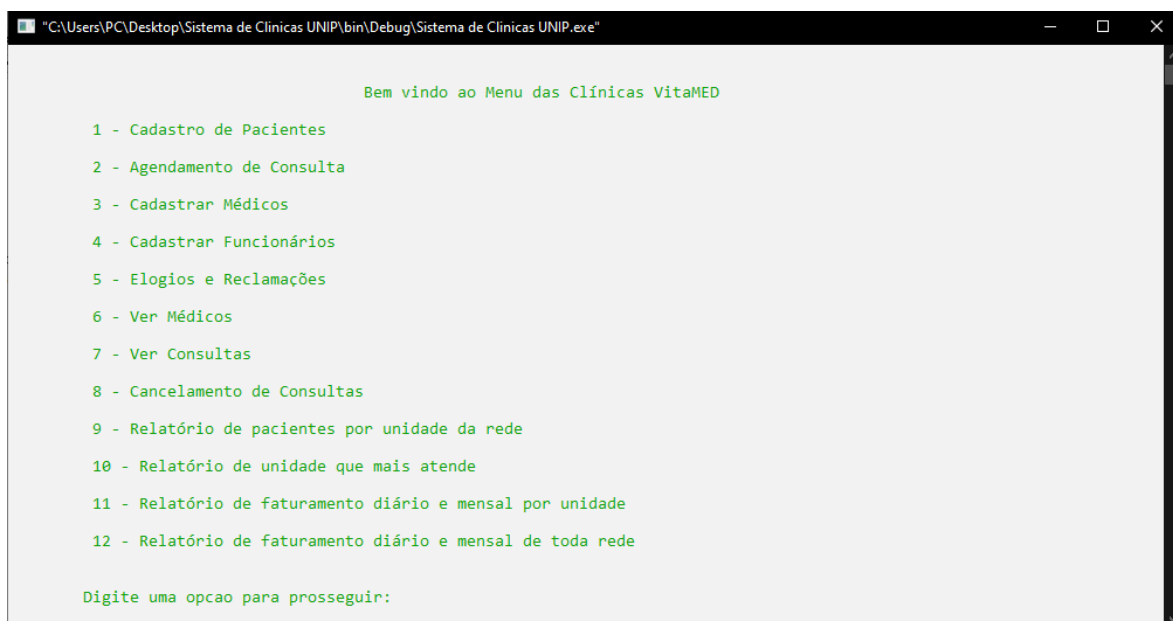 "C:\Users\PC\Desktop\Sistema de Clinicas UNIP\bin\Debug\Sistema de Clinicas UNIP.exe"
Bem vindo ao Menu das Clínicas VitaMED
1 - Cadastro de Pacientes
2 - Agendamento de Consulta
3 - Cadastrar Médicos
4 - Cadastrar Funcionários
5 - Elogios e Reclamações
6 - Ver Médicos
7 - Ver Consultas
8 - Cancelamento de Consultas
9 - Relatório de pacientes por unidade da rede
10 - Relatório de unidade que mais atende
11 - Relatório de faturamento diário e mensal por unidade
12 - Relatório de faturamento diário e mensal de toda rede
Digite uma opcao para prosseguir: